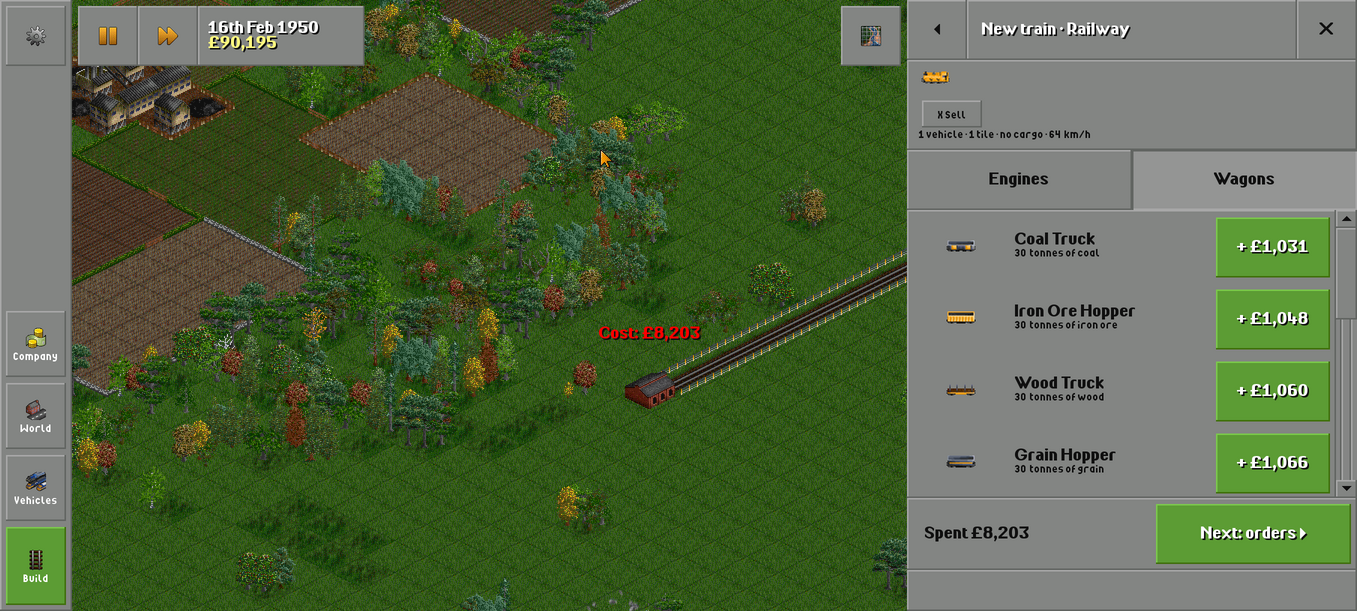 16th Feb 1950
£90,195
New train · Railway
X Sell
1 vehicle · 1 tile · no cargo · 64 km/h
Engines
Wagons
Coal Truck
30 tonnes of coal
+ £1,031
Iron Ore Hopper
30 tonnes of iron ore
+ £1,048
Wood Truck
30 tonnes of wood
+ £1,060
Grain Hopper
30 tonnes of grain
+ £1,066
Spent £8,203
Next: orders
Cost: £8,203
Company
World
Vehicles
Build